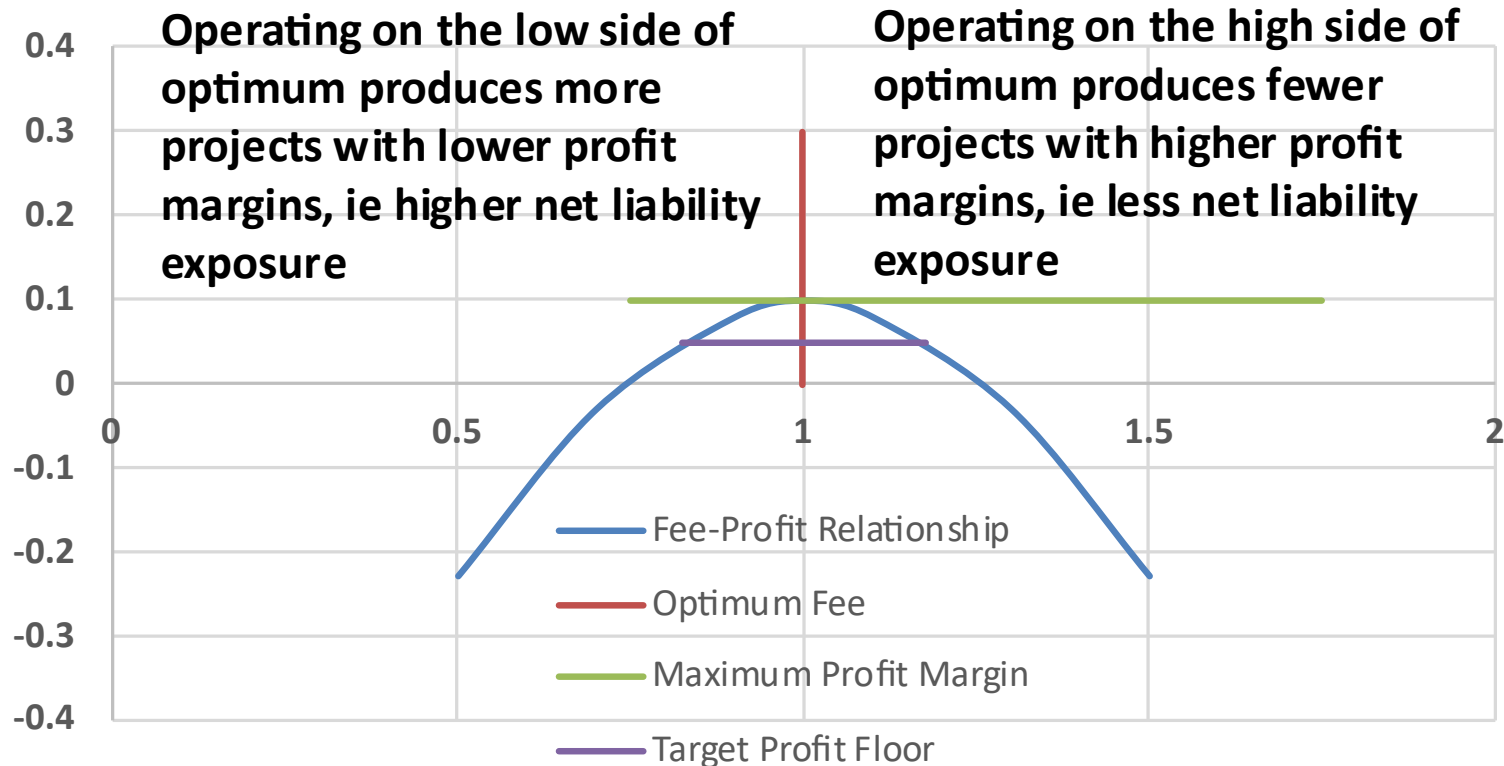 Operating on the low side of
optimum produces more
projects with lower profit
margins, ie higher net liability
exposure
Operating on the high side of
optimum produces fewer
projects with higher profit
margins, ie less net liability
exposure
0.4
0.3
0.2
0.1
0
-0.1
-0.2
-0.3
-0.4
0
0.5
1
1.5
2
Fee-Profit Relationship
Optimum Fee
Maximum Profit Margin
Target Profit Floor